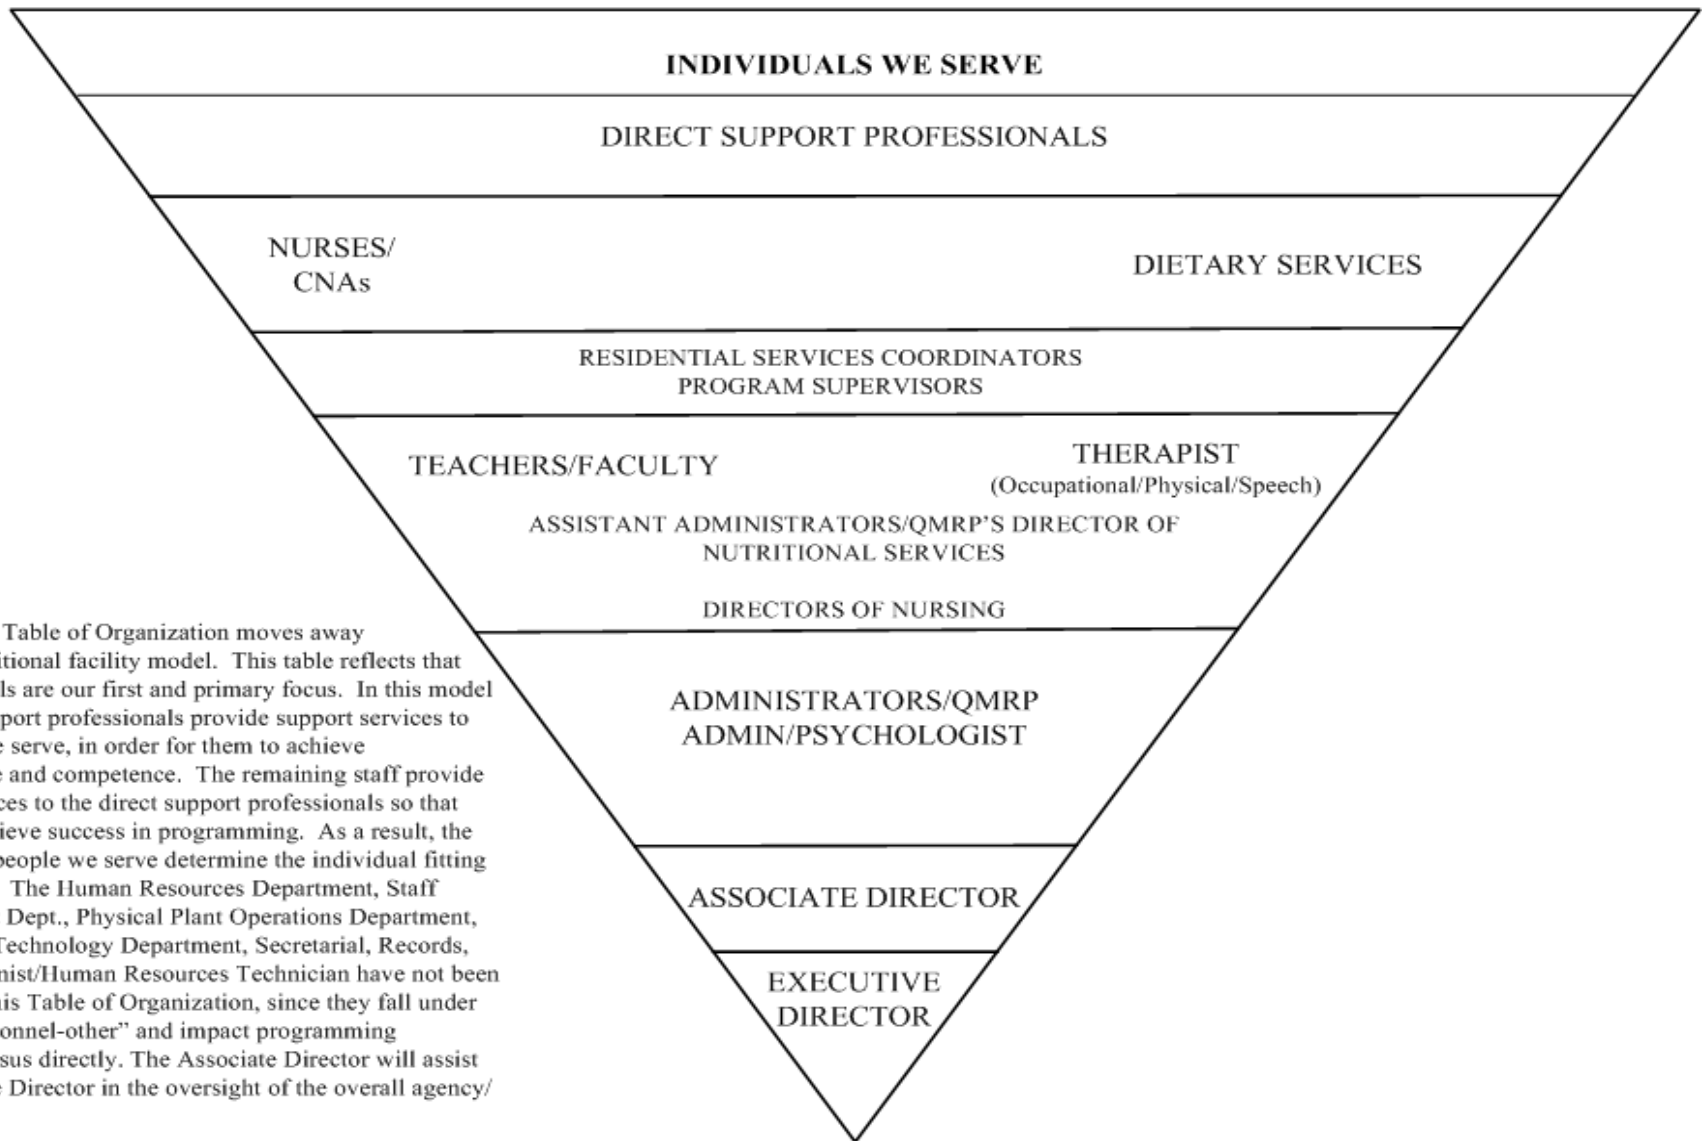 INDIVIDUALS WE SERVE
DIRECT SUPPORT PROFESSIONALS
NURSES/
CNAs
DIETARY SERVICES
RESIDENTIAL SERVICES COORDINATORS
PROGRAM SUPERVISORS
TEACHERS/FACULTY
THERAPIST
(Occupational/Physical/Speech)
ASSISTANT ADMINISTRATORS/QMRP'S DIRECTOR OF
NUTRITIONAL SERVICES
DIRECTORS OF NURSING
ADMINISTRATORS/QMRP
ADMIN/PSYCHOLOGIST
ASSOCIATE DIRECTOR
EXECUTIVE
DIRECTOR
Table of Organization moves away
itional facility model. This table reflects that
ls are our first and primary focus. In this model
pport professionals provide support services to
e serve, in order for them to achieve
e and competence. The remaining staff provide
ces to the direct support professionals so that
ieve success in programming. As a result, the
people we serve determine the individual fitting
The Human Resources Department, Staff
Dept., Physical Plant Operations Department,
Technology Department, Secretarial, Records,
nist/Human Resources Technician have not been
his Table of Organization, since they fall under
onnel-other" and impact programming
sus directly. The Associate Director will assist
e Director in the oversight of the overall agency/